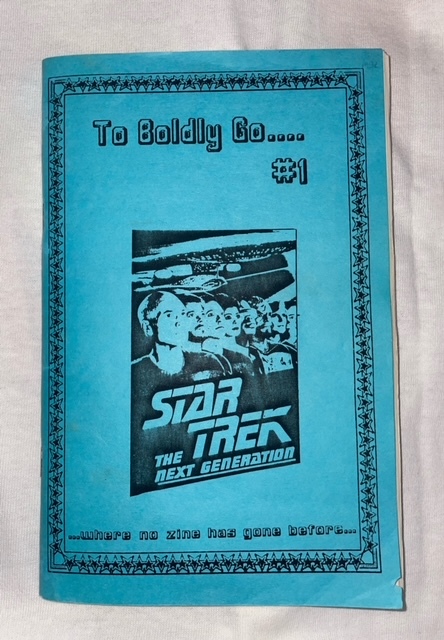 To Boldly Go....
#1
STAR
TREK
THE
NEXT GENERATION
...where no zine has gone before...